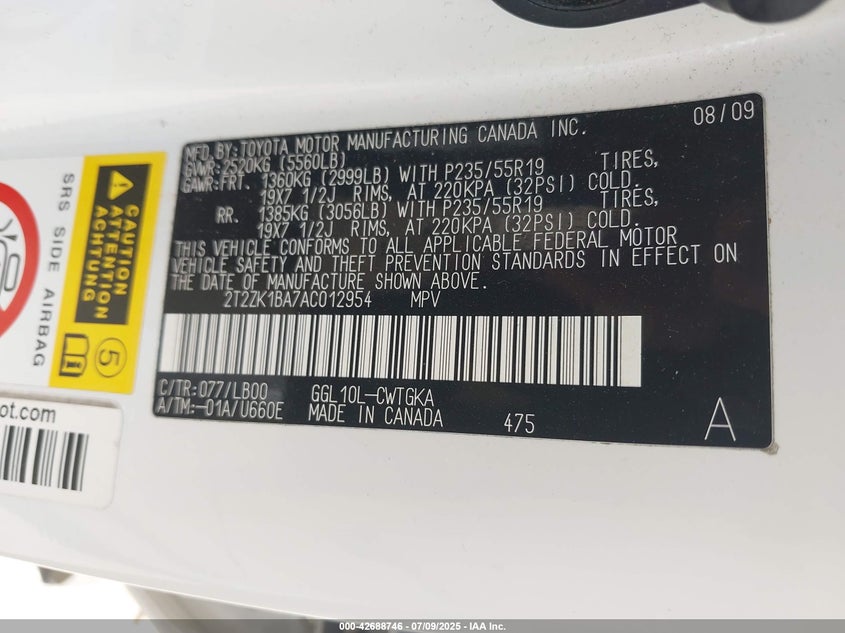 08/09
MFD. BY: TOYOTA MOTOR MANUFACTURING CANADA INC.
GVWR: 2520KG (5560LB)
GAWR: FRT. 1360KG (2999LB) WITH P235/55R19 TIRES,
19X7 1/2J RIMS, AT 220KPA (32PSI) COLD.
RR. 1385KG (3056LB) WITH P235/55R19 TIRES,
19X7 1/2J RIMS, AT 220KPA (32PSI) COLD.
THIS VEHICLE CONFORMS TO ALL APPLICABLE FEDERAL MOTOR
VEHICLE SAFETY AND THEFT PREVENTION STANDARDS IN EFFECT ON
THE DATE OF MANUFACTURE SHOWN ABOVE.
2T2ZK1BA7AC012954 MPV
C/TR: 077/LB00 GGL10L-CWTGKA
A/TM:-01A/U660E MADE IN CANADA 475
A
SRS SIDE AIRBAG
CAUTION
ATTENTION
ACHTUNG
5
ot.com
000-42688746 / 07/09/2025 - IAA Inc.